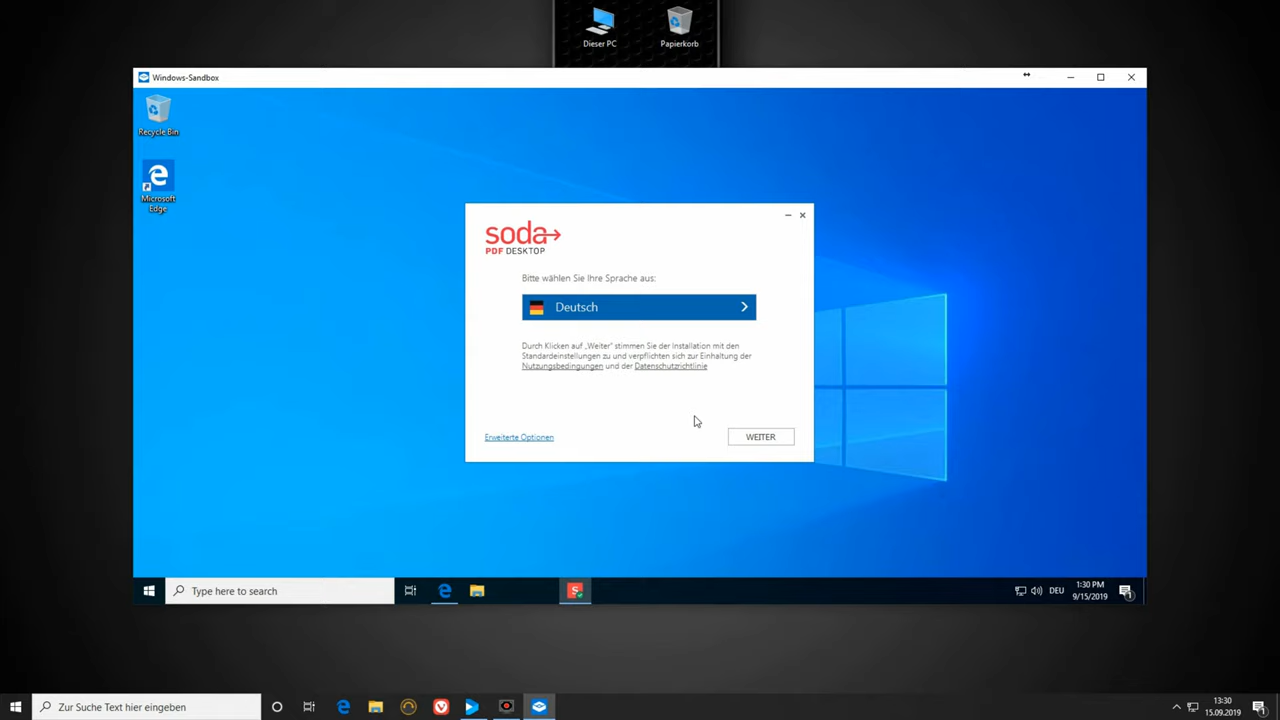 Dieser PC
Papierkorb
Windows-Sandbox
Recycle Bin
Microsoft
Edge
soda
PDF DESKTOP
Bitte wählen Sie Ihre Sprache aus:
Deutsch
Durch Klicken auf „Weiter" stimmen Sie der Installation mit den
Standardeinstellungen zu und verpflichten sich zur Einhaltung der
Nutzungsbedingungen und der Datenschutzrichtlinie
Erweiterte Optionen
WEITER
Type here to search
DEU
1:30 PM
9/15/2019
Zur Suche Text hier eingeben
13:30
15.09.2019